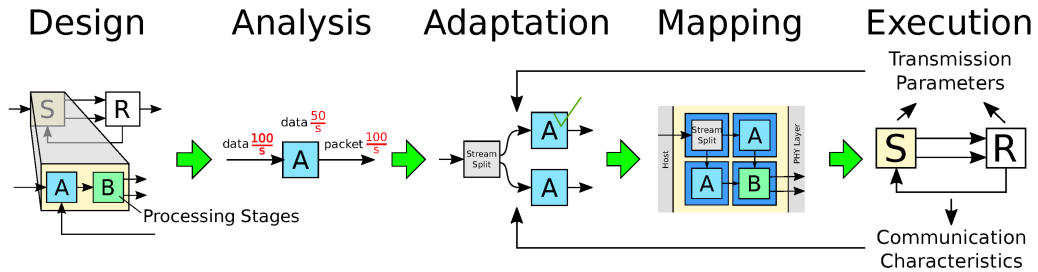 Design
Analysis
Adaptation
Mapping
Execution
S
R
A
B
Processing Stages
data 100/s
data 50/s
packet 100/s
A
Stream
Split
A
A
Host
Stream
Split
A
A
B
PHY Layer
Transmission
Parameters
S
R
Communication
Characteristics